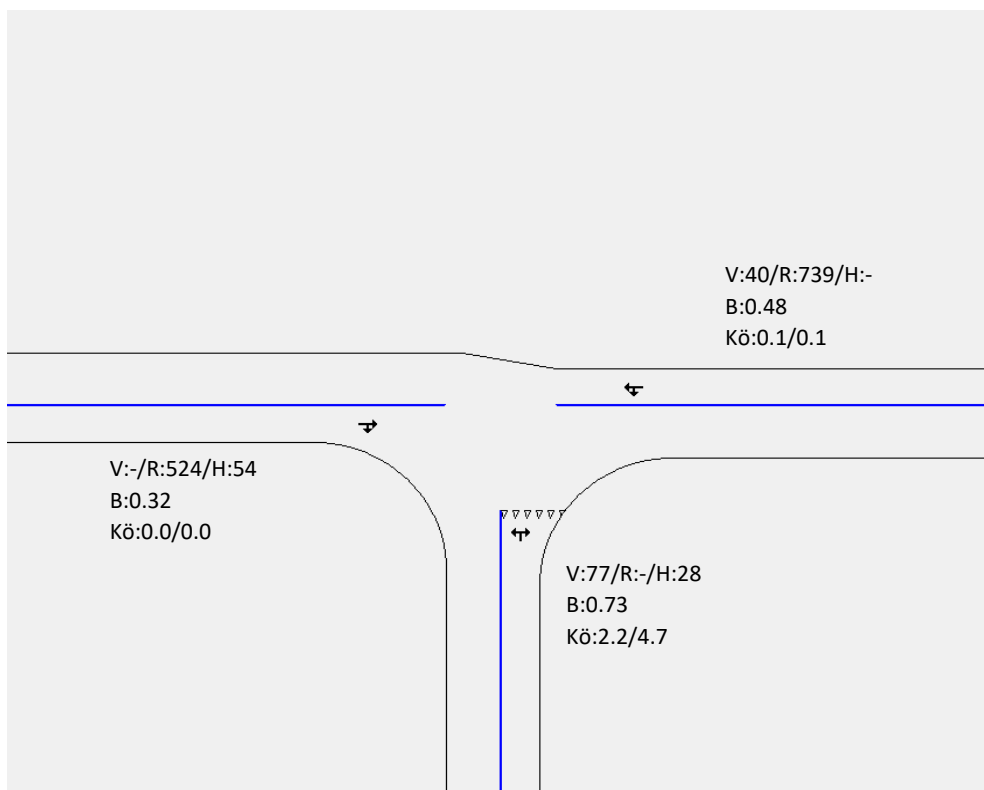 V:40/R:739/H:-
B:0.48
Kö:0.1/0.1
V:-/R:524/H:54
B:0.32
Kö:0.0/0.0
V:77/R:-/H:28
B:0.73
Kö:2.2/4.7